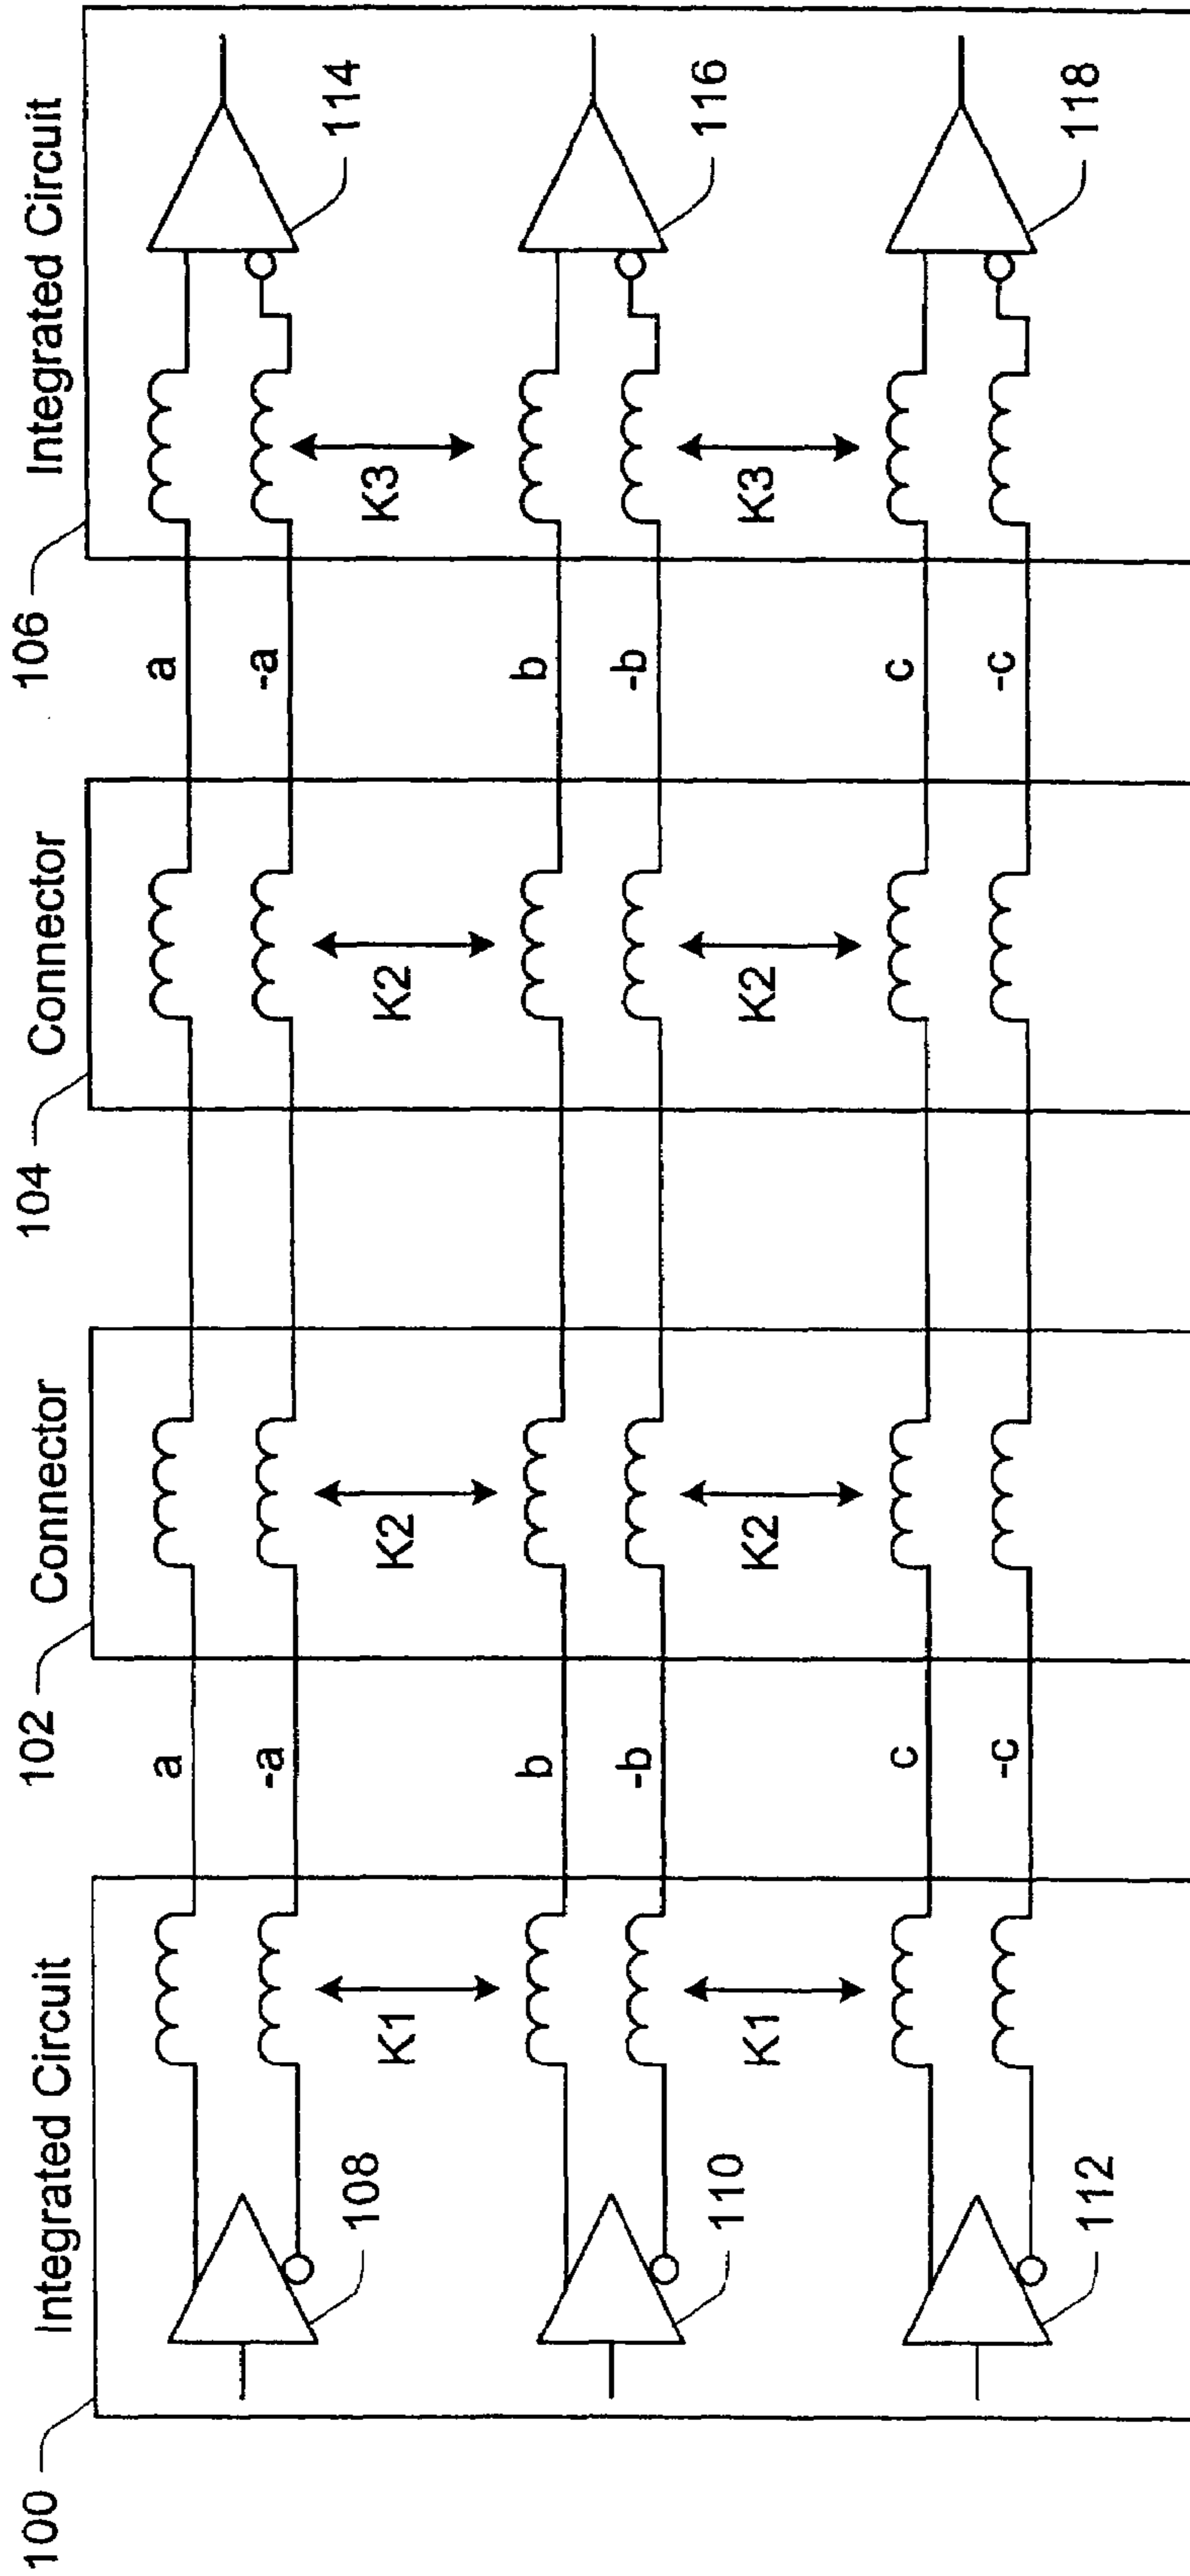 100
Integrated Circuit
102
Connector
104
Connector
106
Integrated Circuit
a
a
114
-a
-a
108
K1
K2
K2
K3
b
b
116
-b
-b
110
K1
K2
K2
K3
c
c
118
-c
-c
112